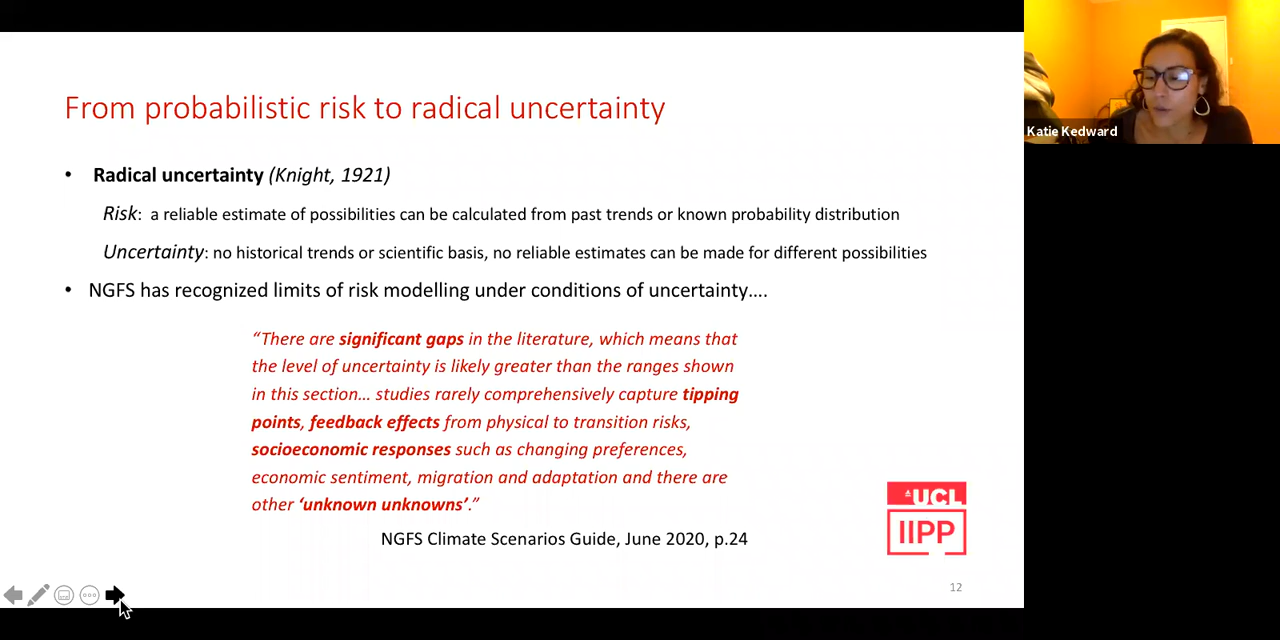 From probabilistic risk to radical uncertainty
• Radical uncertainty (Knight, 1921)
Risk: a reliable estimate of possibilities can be calculated from past trends or known probability distribution
Uncertainty: no historical trends or scientific basis, no reliable estimates can be made for different possibilities
• NGFS has recognized limits of risk modelling under conditions of uncertainty....
“There are significant gaps in the literature, which means that
the level of uncertainty is likely greater than the ranges shown
in this section... studies rarely comprehensively capture tipping
points, feedback effects from physical to transition risks,
socioeconomic responses such as changing preferences,
economic sentiment, migration and adaptation and there are
other ‘unknown unknowns’.”
NGFS Climate Scenarios Guide, June 2020, p.24
UCL
IIPP
12
Katie Kedward